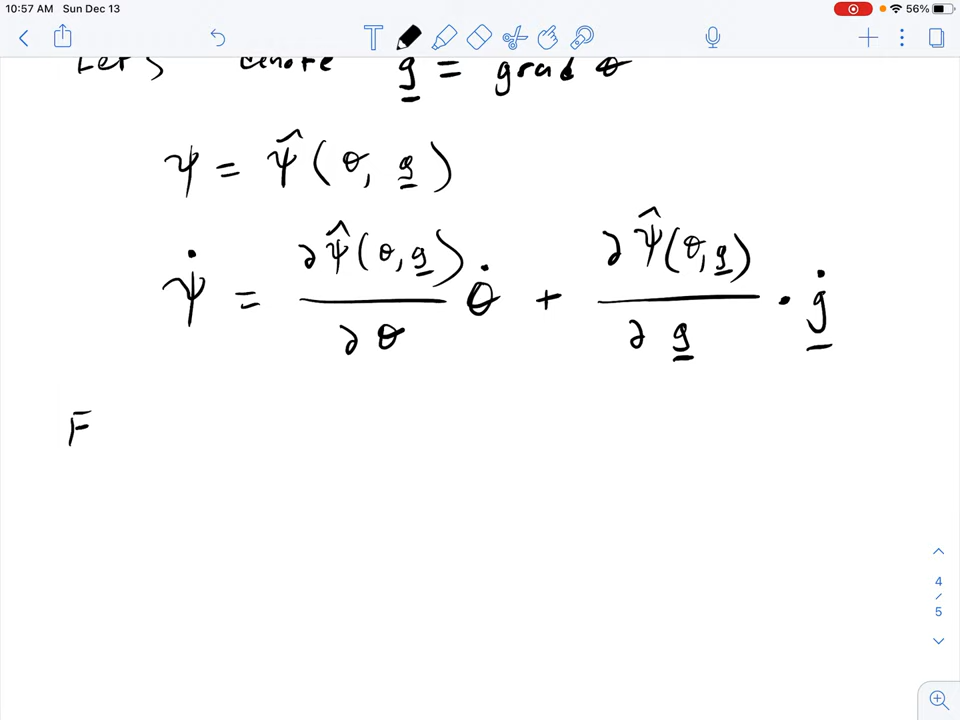 10:57 AM Sun Dec 13 56%
T
Let's denote g = grad θ
ψ = ψ̂(θ, g)
ψ̇ = ∂ψ̂(θ, g)/∂θ θ̇ + ∂ψ̂(θ, g)/∂g · ġ
F
4
/
5